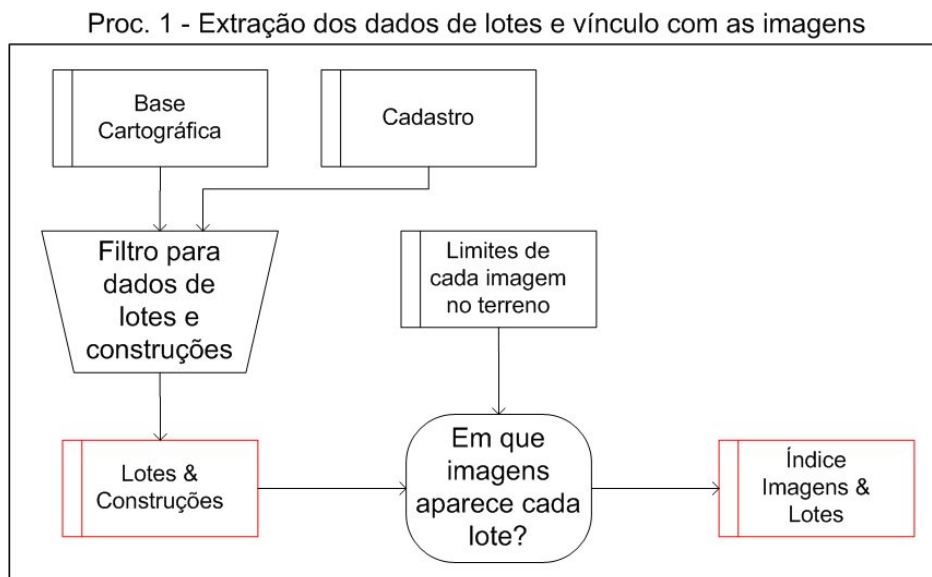 Proc. 1 - Extração dos dados de lotes e vínculo com as imagens
Base
Cartográfica
Cadastro
Filtro para
dados de
lotes e
construções
Limites de
cada imagem
no terreno
Lotes &
Construções
Em que
imagens
aparece cada
lote?
Índice
Imagens &
Lotes